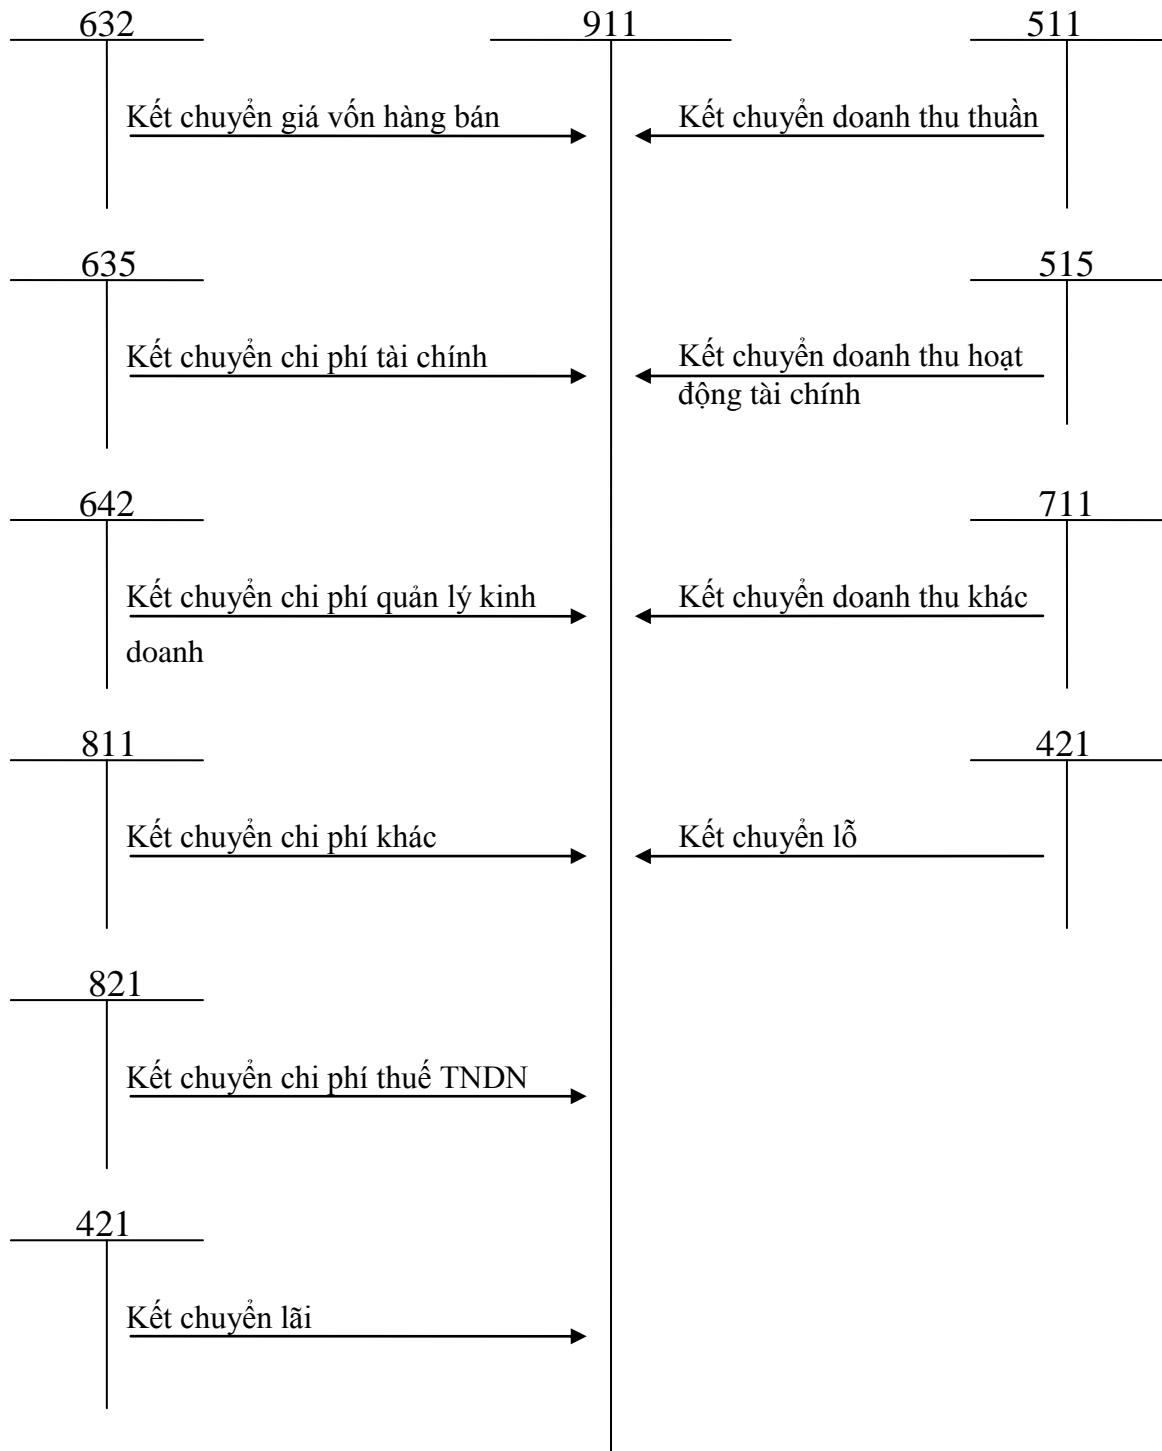 632 911 511
Kết chuyển giá vốn hàng bán Kết chuyển doanh thu thuần
635 515
Kết chuyển chi phí tài chính Kết chuyển doanh thu hoạt
động tài chính
642 711
Kết chuyển chi phí quản lý kinh Kết chuyển doanh thu khác
doanh
811 421
Kết chuyển chi phí khác Kết chuyển lỗ
821
Kết chuyển chi phí thuế TNDN
421
Kết chuyển lãi